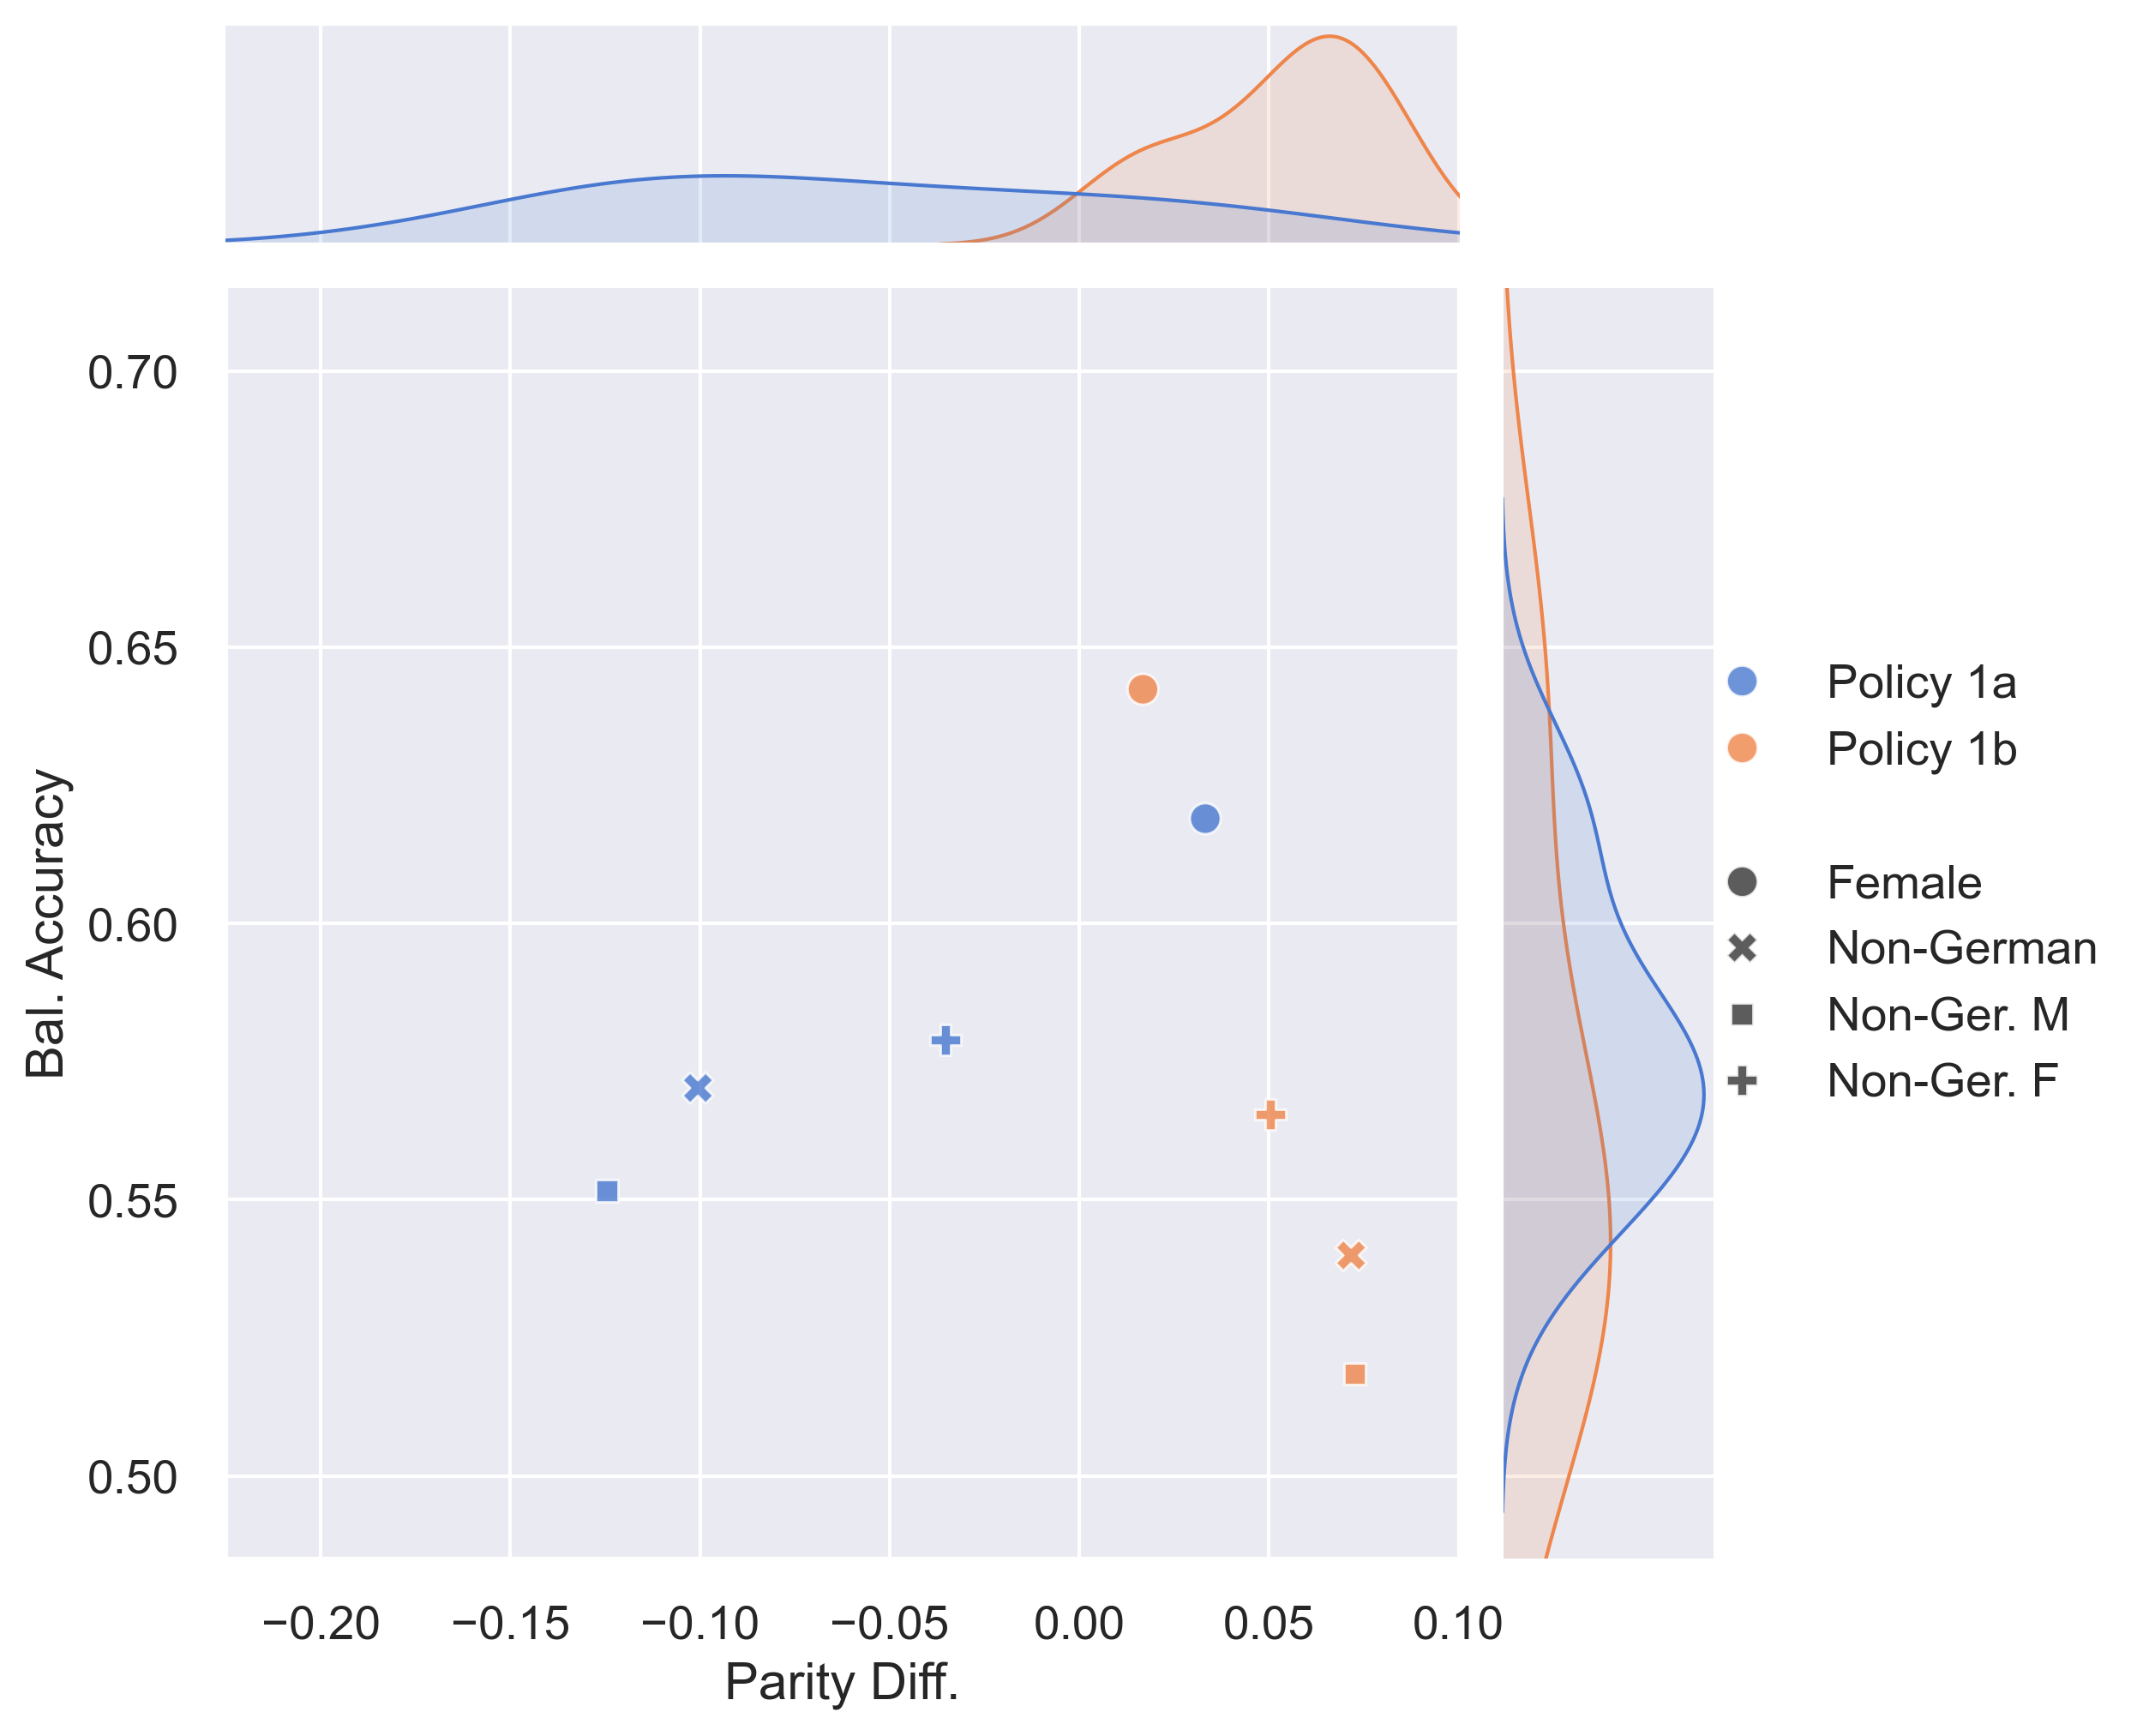 0.70
0.65
0.60
0.55
0.50
Bal. Accuracy
−0.20 −0.15 −0.10 −0.05 0.00 0.05 0.10
Parity Diff.
Policy 1a
Policy 1b
Female
Non-German
Non-Ger. M
Non-Ger. F